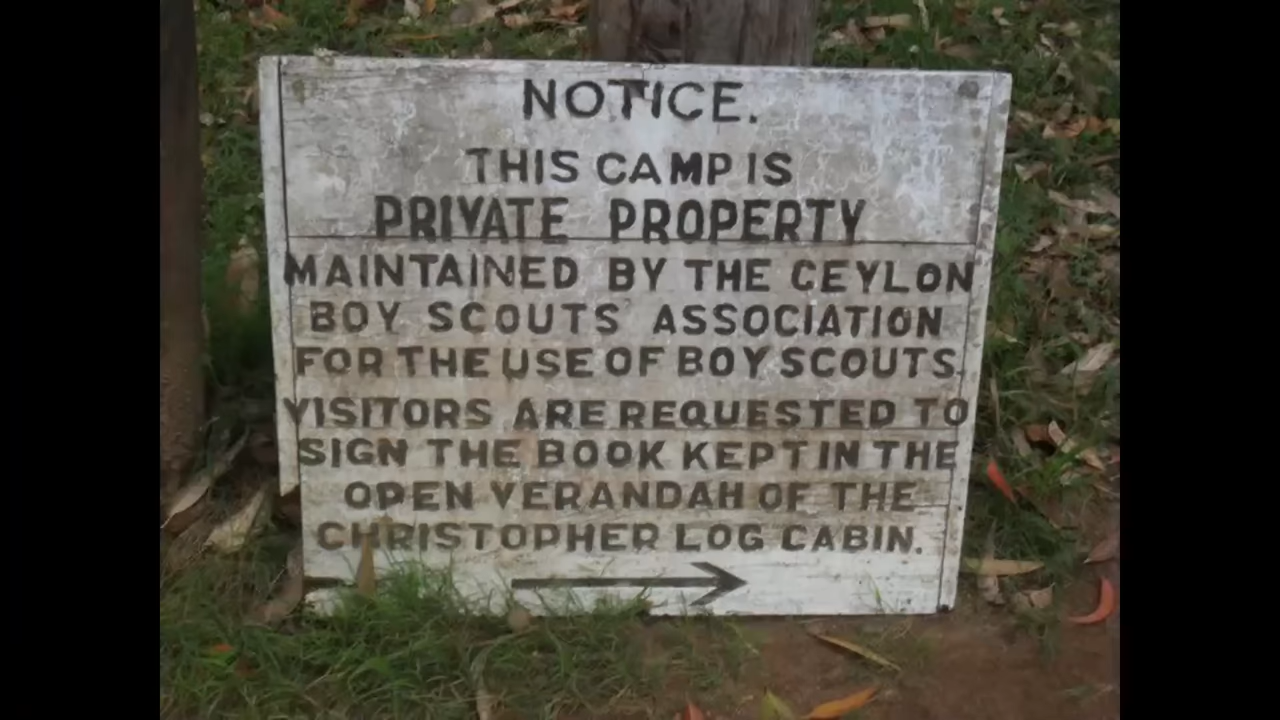 NOTICE.
THIS CAMP IS
PRIVATE PROPERTY
MAINTAINED BY THE CEYLON
BOY SCOUTS ASSOCIATION
FOR THE USE OF BOY SCOUTS.
VISITORS ARE REQUESTED TO
SIGN THE BOOK KEPT IN THE
OPEN VERANDAH OF THE
CHRISTOPHER LOG CABIN.